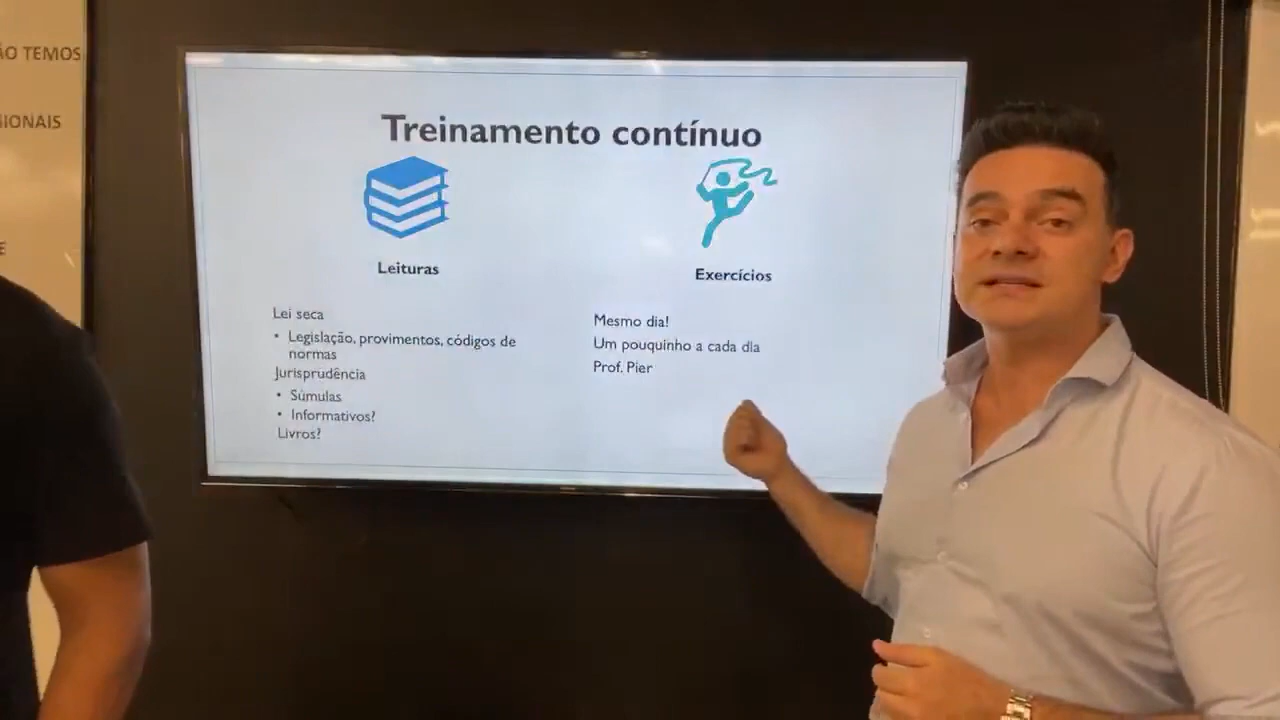 ÃO TEMOS
IONAIS
E
Treinamento contínuo
Leituras
Lei seca
• Legislação, provimentos, códigos de
normas
Jurisprudência
• Súmulas
• Informativos?
Livros?
Exercícios
Mesmo dia!
Um pouquinho a cada dia
Prof. Pier